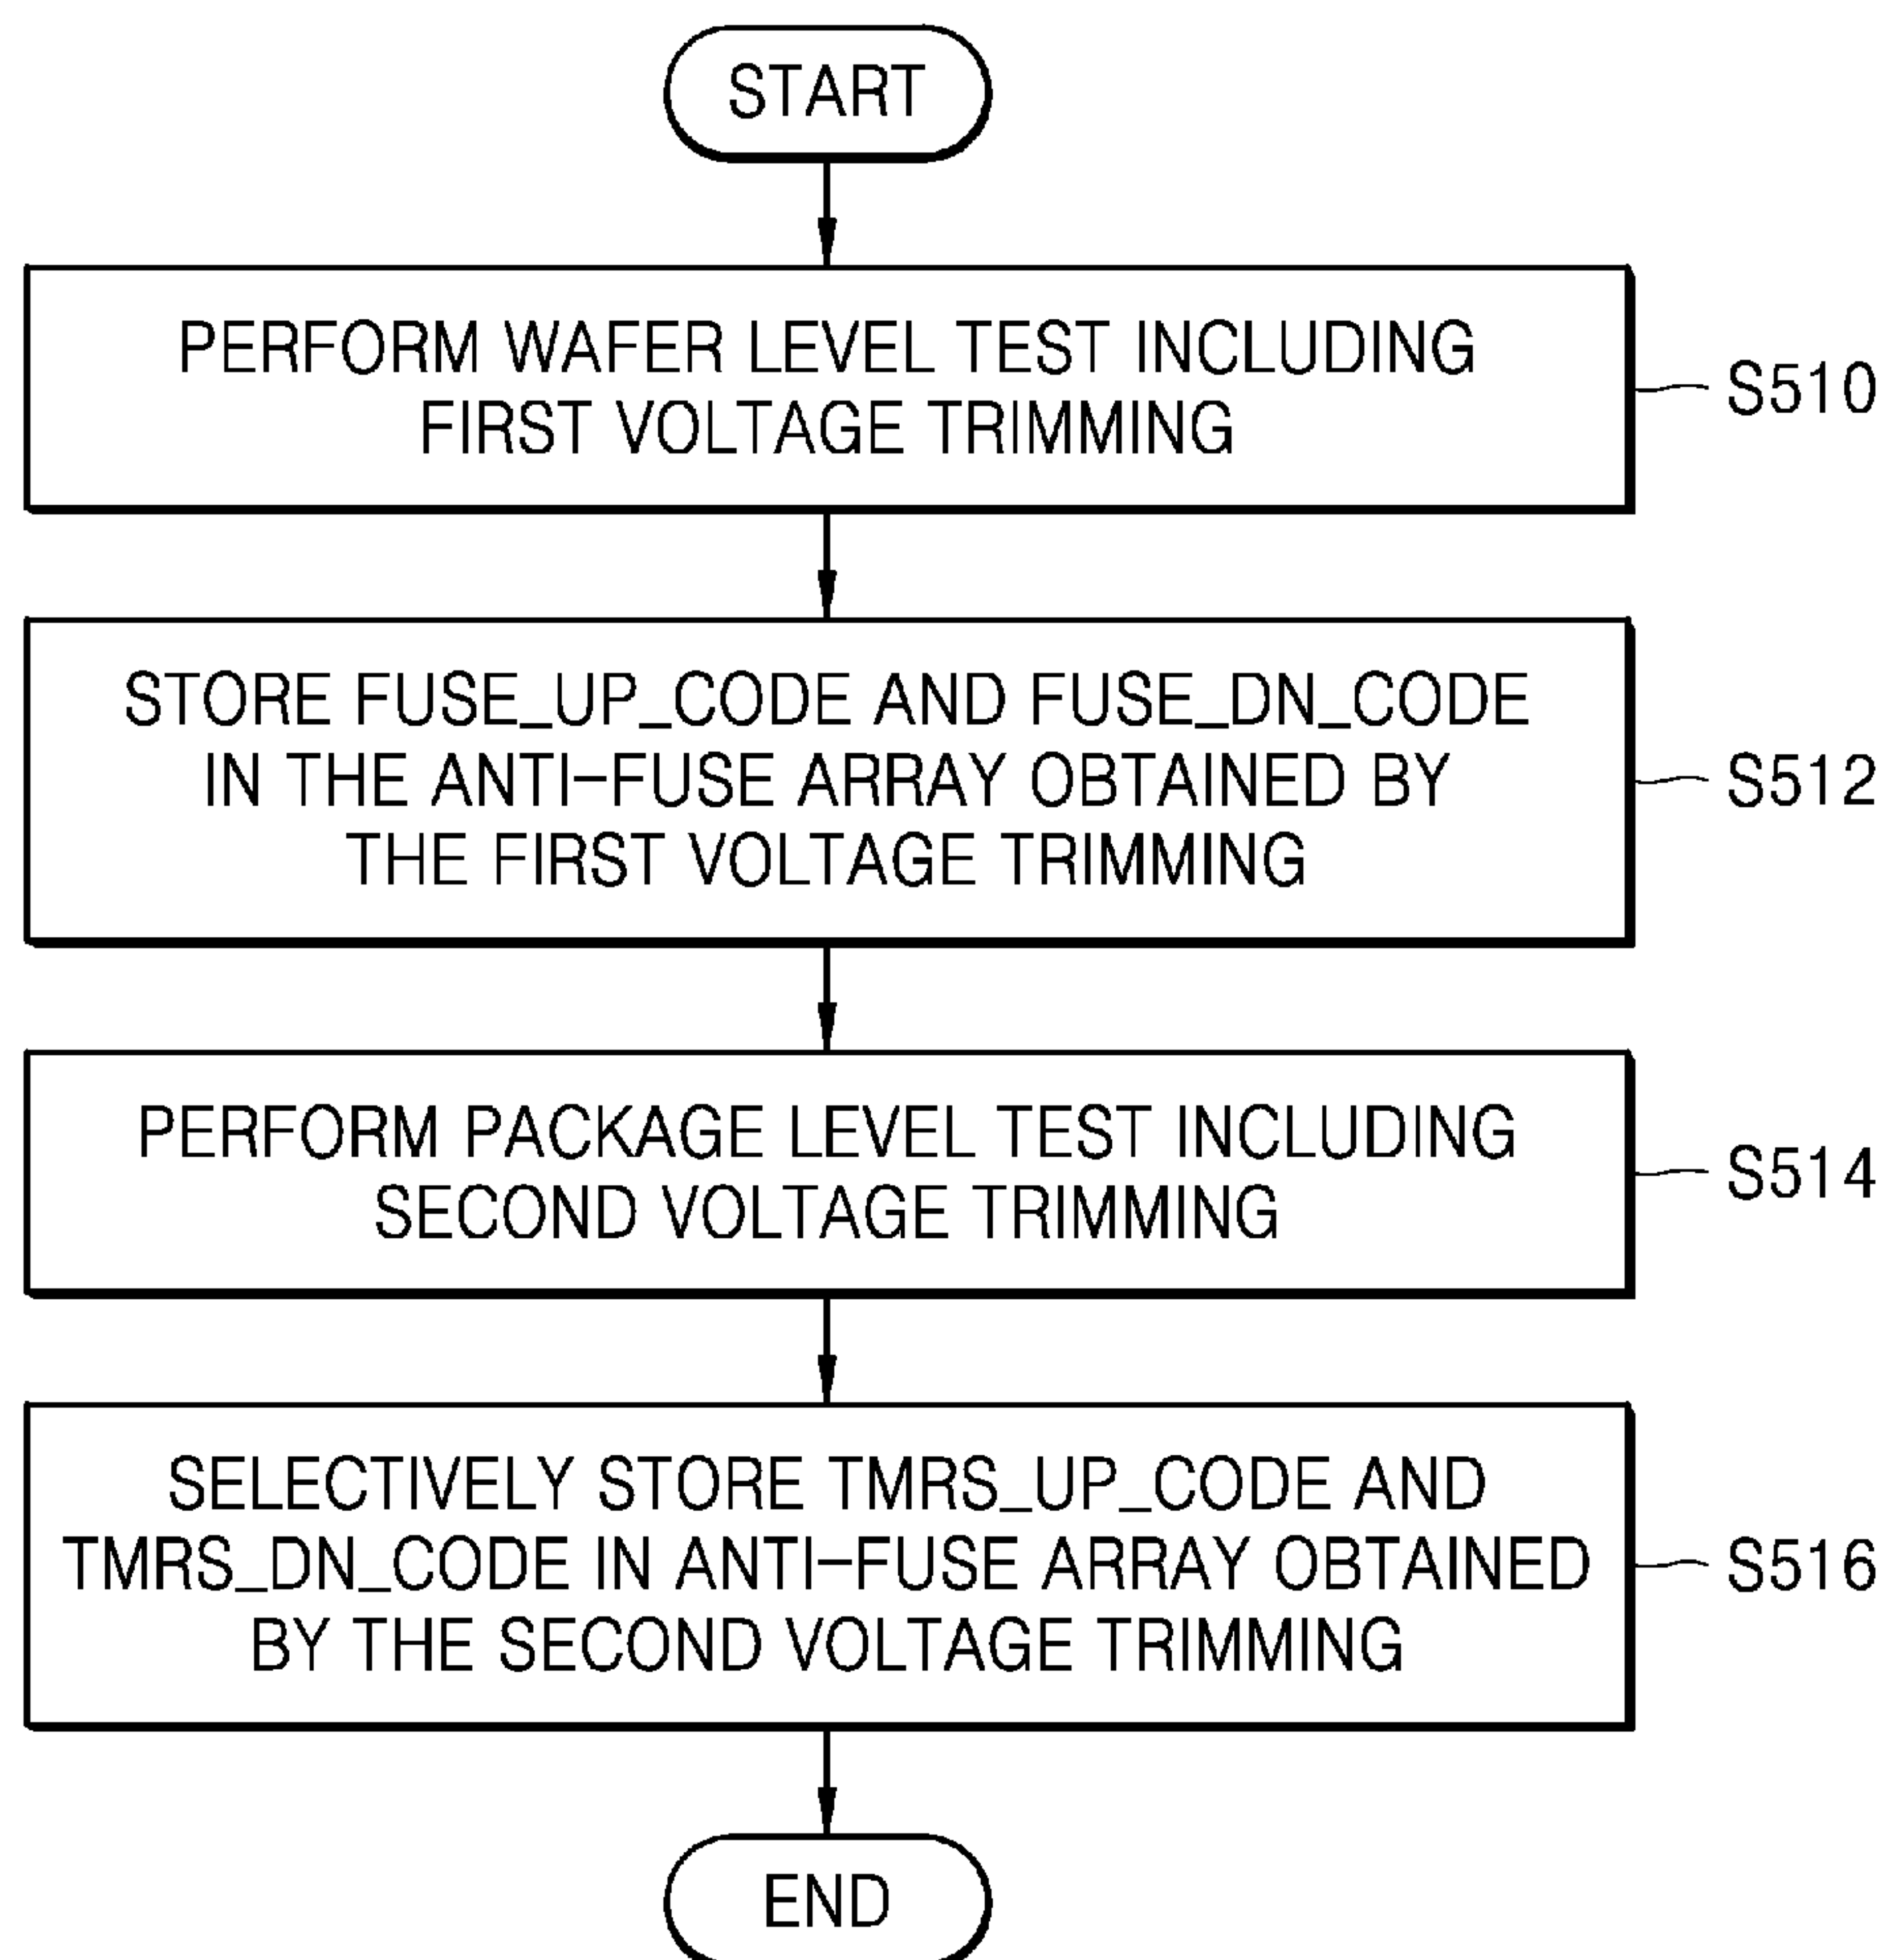 START
PERFORM WAFER LEVEL TEST INCLUDING
FIRST VOLTAGE TRIMMING
S510
STORE FUSE_UP_CODE AND FUSE_DN_CODE
IN THE ANTI-FUSE ARRAY OBTAINED BY
THE FIRST VOLTAGE TRIMMING
S512
PERFORM PACKAGE LEVEL TEST INCLUDING
SECOND VOLTAGE TRIMMING
S514
SELECTIVELY STORE TMRS_UP_CODE AND
TMRS_DN_CODE IN ANTI-FUSE ARRAY OBTAINED
BY THE SECOND VOLTAGE TRIMMING
S516
END